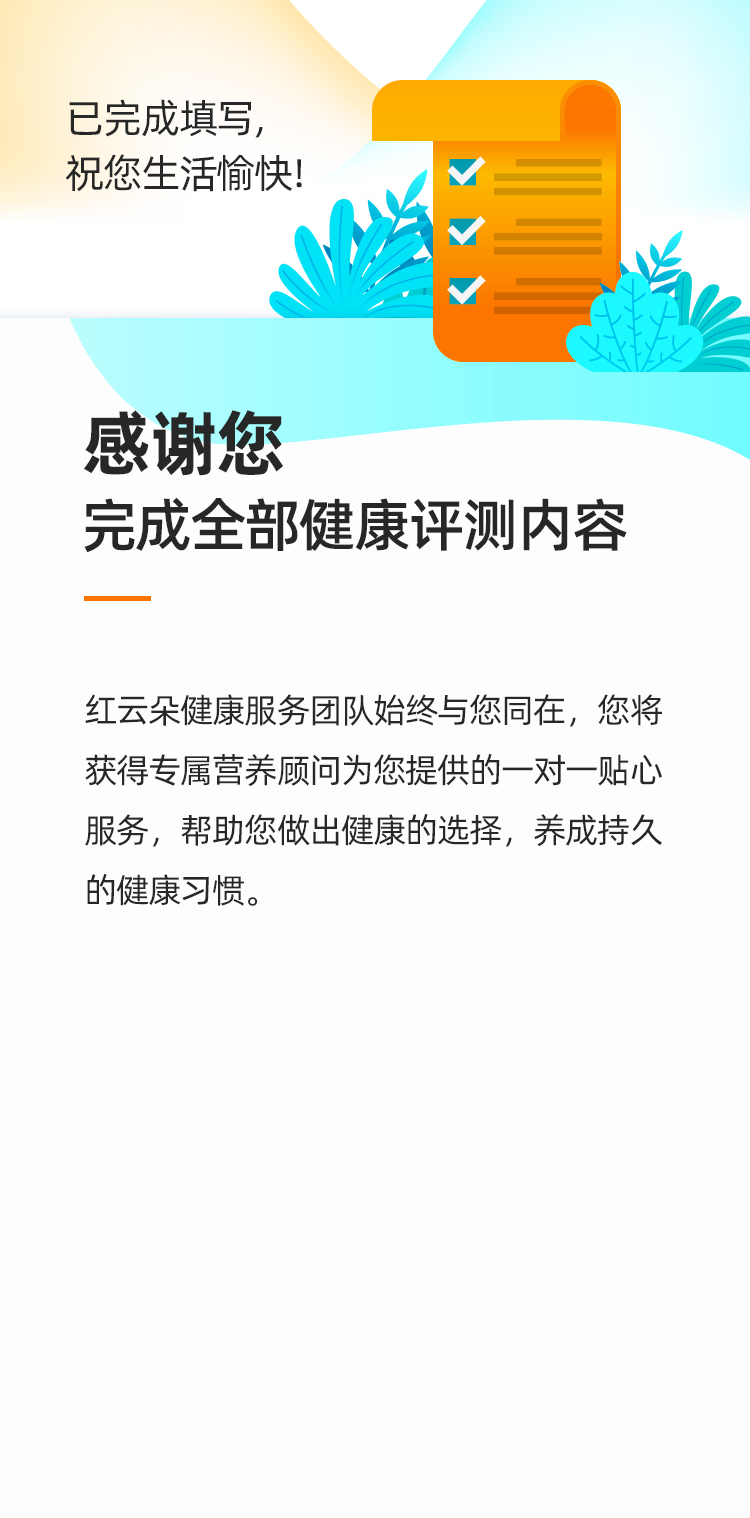 已完成填写,
祝您生活愉快!
感谢您
完成全部健康评测内容
红云朵健康服务团队始终与您同在，您将
获得专属营养顾问为您提供的一对一贴心
服务，帮助您做出健康的选择，养成持久
的健康习惯。